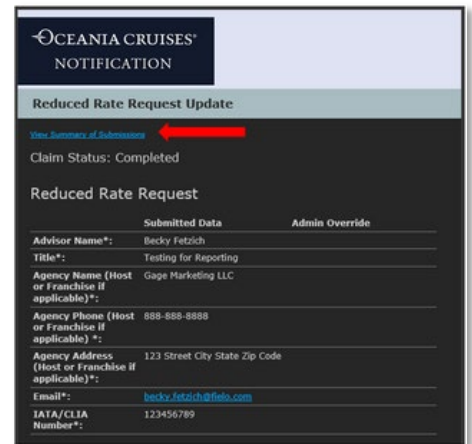 OCEANIA CRUISES®
NOTIFICATION
Reduced Rate Request Update
View Summary of Submissions
Claim Status: Completed
Reduced Rate Request
Submitted Data Admin Override
Advisor Name*: Becky Fetzich
Title*: Testing for Reporting
Agency Name (Host Gage Marketing LLC
or Franchise if
applicable)*:
Agency Phone (Host 888-888-8888
or Franchise if
applicable) *:
Agency Address 123 Street City State Zip Code
(Host or Franchise if
applicable)*:
Email*: becky.fetzich@fielo.com
IATA/CLIA 123456789
Number*: